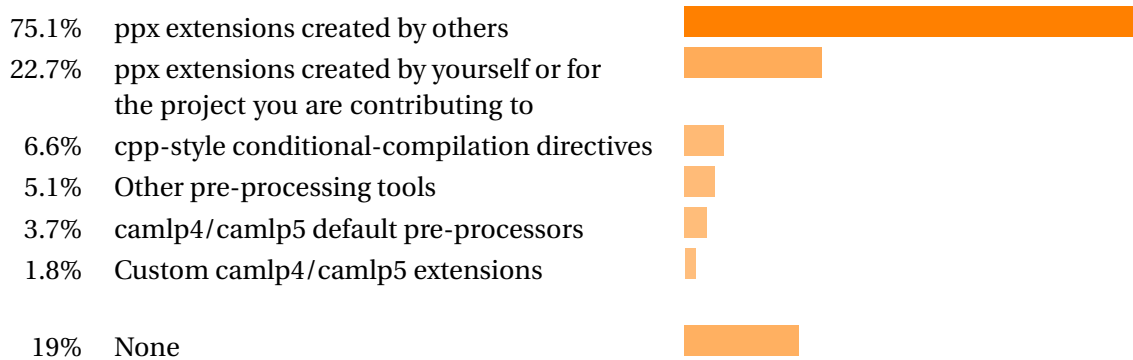 75.1% ppx extensions created by others
22.7% ppx extensions created by yourself or for
the project you are contributing to
6.6% cpp-style conditional-compilation directives
5.1% Other pre-processing tools
3.7% camlp4/camlp5 default pre-processors
1.8% Custom camlp4/camlp5 extensions
19% None